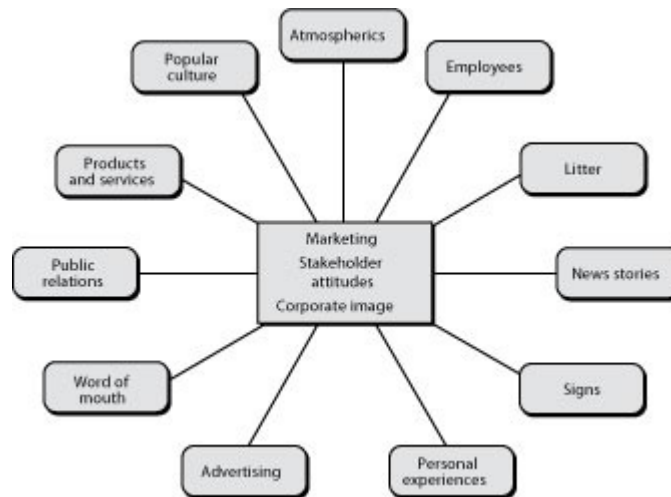 Atmospherics
Popular
culture
Employees
Products
and services
Litter
Marketing
Stakeholder
attitudes
Corporate image
Public
relations
News stories
Word of
mouth
Signs
Advertising
Personal
experiences